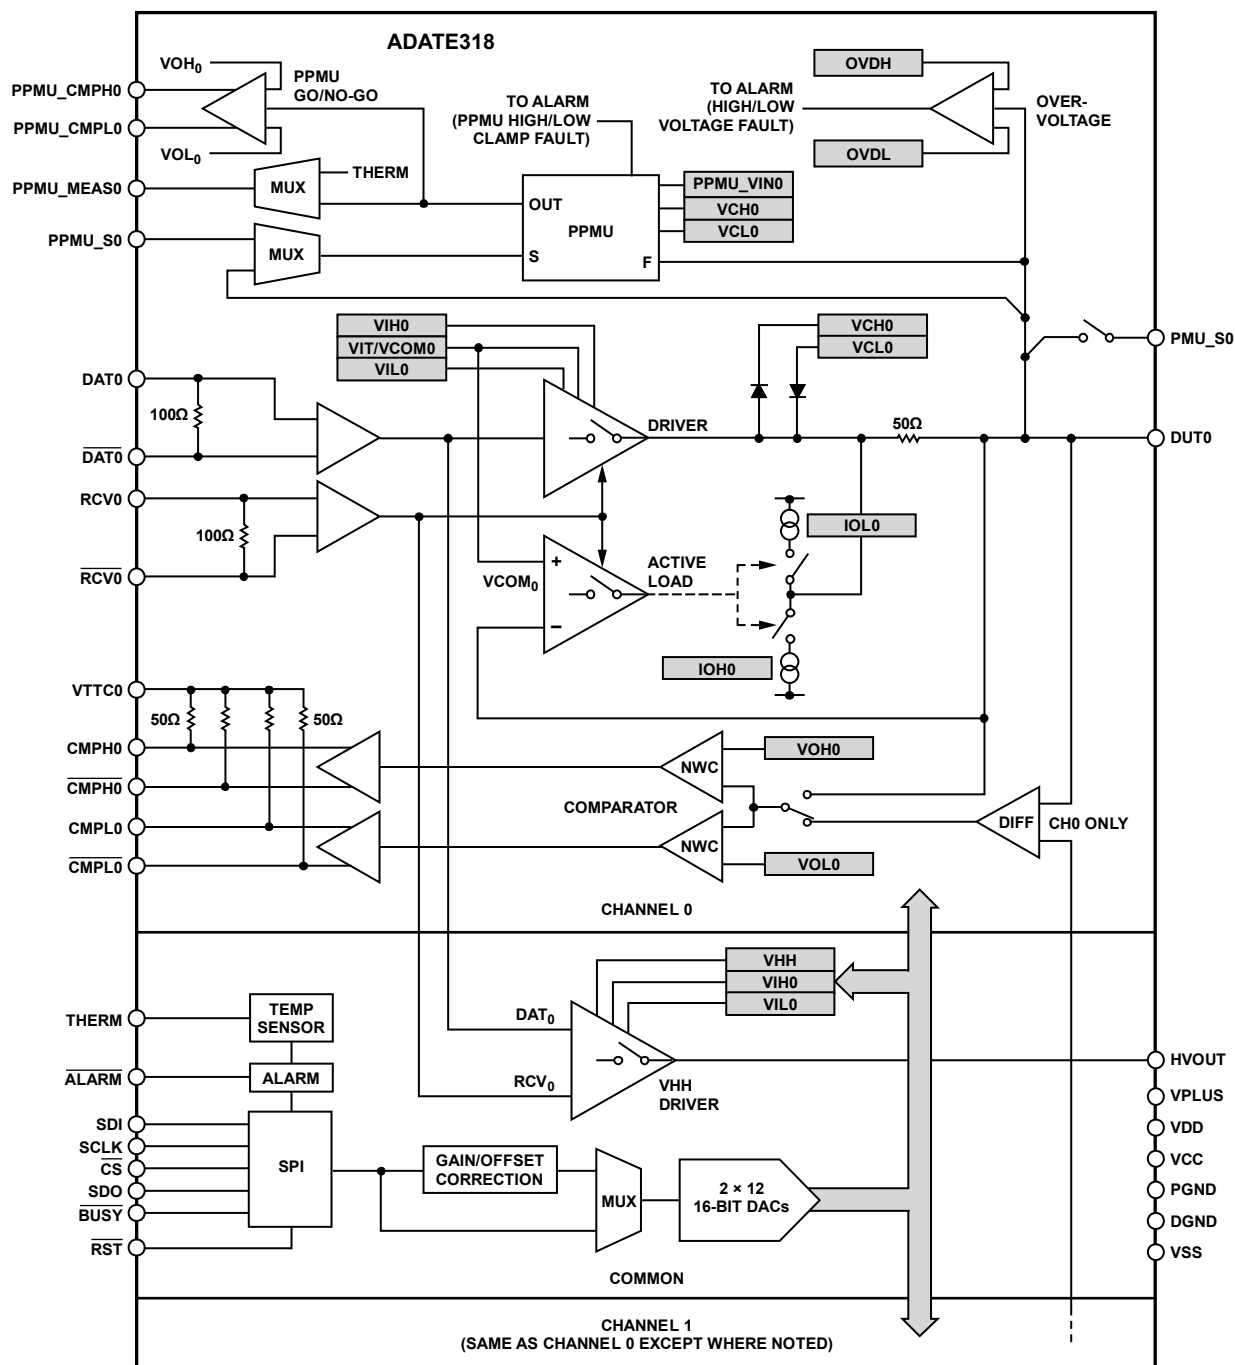 ADATE318
VOH0
PPMU
GO/NO-GO
PPMU_CMPH0
PPMU_CMPL0
VOL0
TO ALARM
(PPMU HIGH/LOW
CLAMP FAULT)
TO ALARM
(HIGH/LOW
VOLTAGE FAULT)
OVDH
OVER-
VOLTAGE
OVDL
PPMU_MEAS0
MUX
THERM
OUT
PPMU
S
F
PPMU_VIN0
VCH0
VCL0
PPMU_S0
MUX
VIH0
VIT/VCOM0
VIL0
VCH0
VCL0
PMU_S0
DAT0
100Ω
DAT0
DRIVER
50Ω
DUT0
RCV0
100Ω
RCV0
VCOM0
+
−
ACTIVE
LOAD
IOL0
IOH0
VTTC0
50Ω
50Ω
CMPH0
CMPH0
CMPL0
CMPL0
NWC
VOH0
COMPARATOR
NWC
VOL0
DIFF
CH0 ONLY
CHANNEL 0
VHH
VIH0
VIL0
THERM
TEMP
SENSOR
DAT0
RCV0
VHH
DRIVER
HVOUT
ALARM
ALARM
VPLUS
VDD
VCC
PGND
DGND
VSS
SDI
SCLK
CS
SDO
BUSY
RST
SPI
GAIN/OFFSET
CORRECTION
MUX
2 × 12
16-BIT DACs
COMMON
CHANNEL 1
(SAME AS CHANNEL 0 EXCEPT WHERE NOTED)